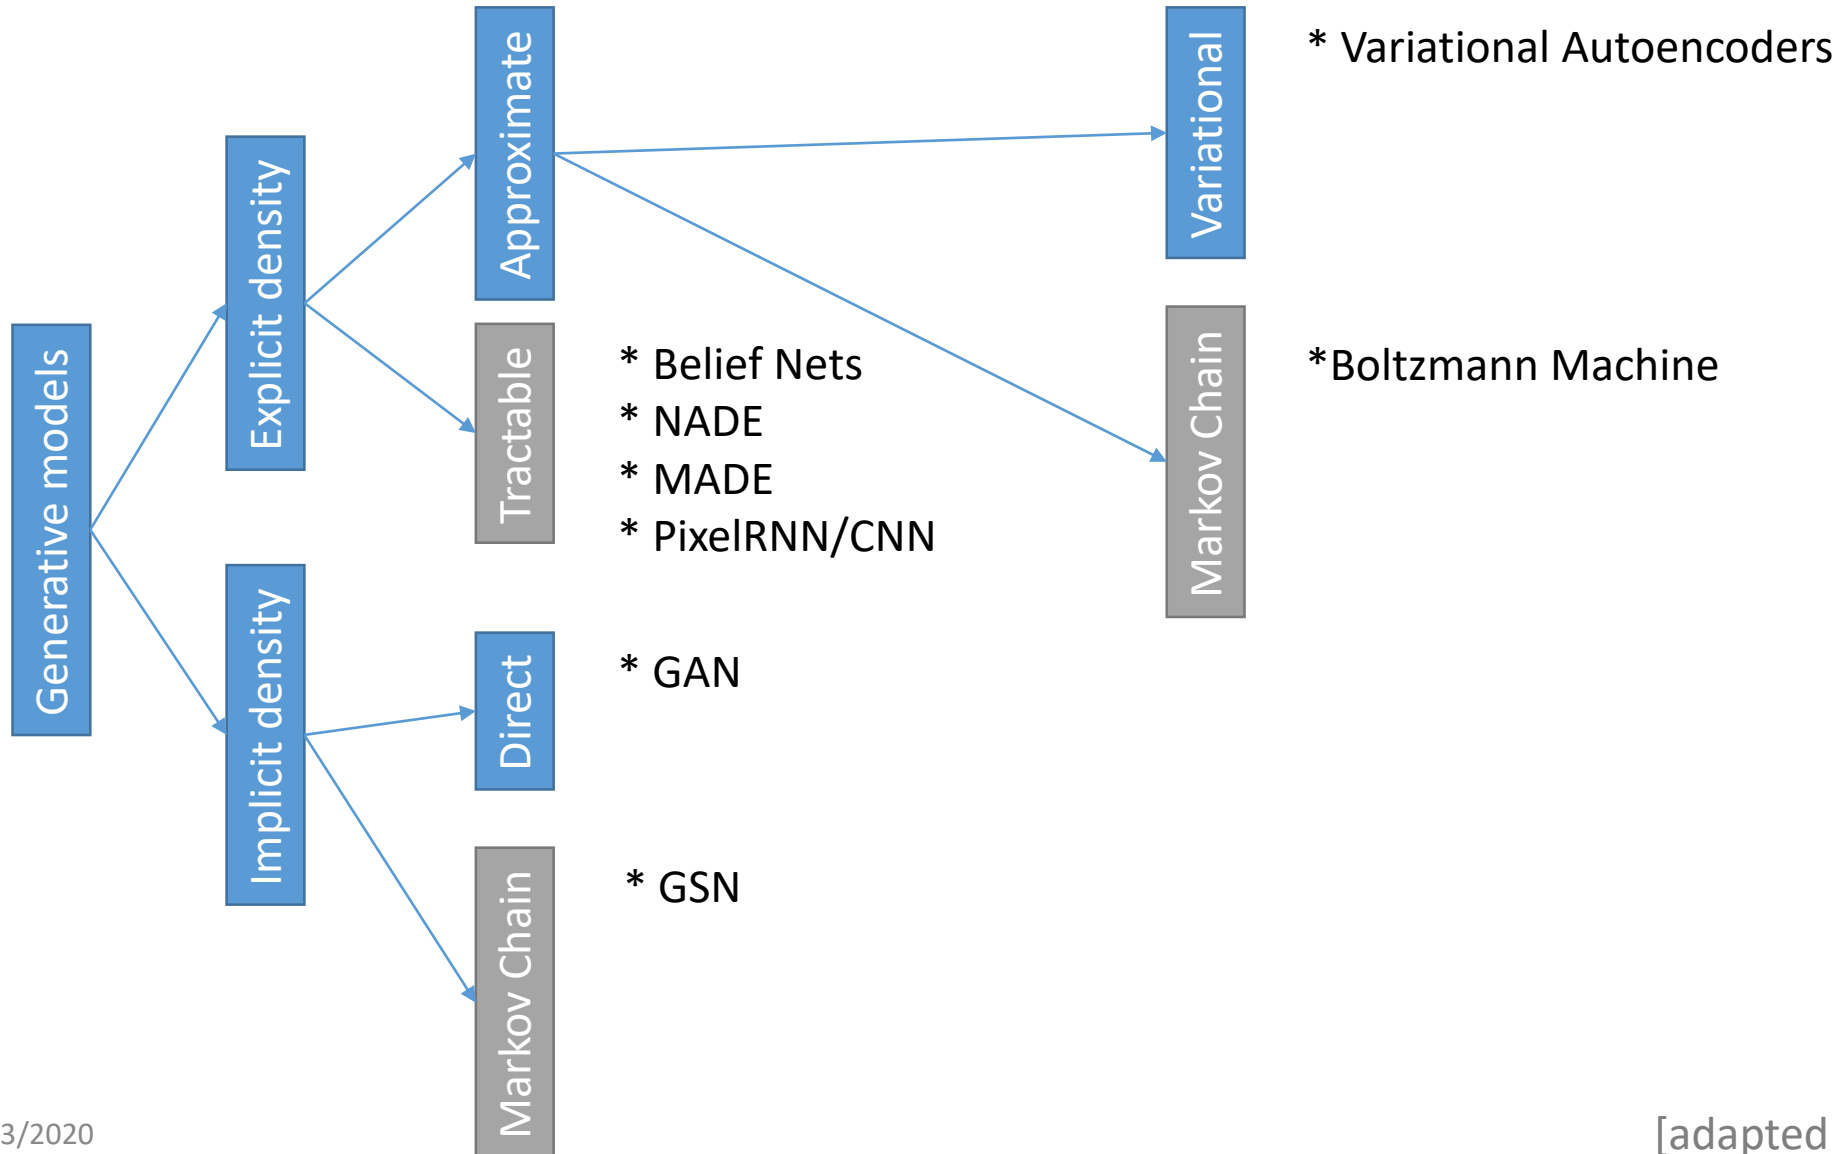 Generative models
Explicit density
Implicit density
Approximate
Tractable
* Belief Nets
* NADE
* MADE
* PixelRNN/CNN
Direct
* GAN
Markov Chain
* GSN
Variational
* Variational Autoencoders
Markov Chain
*Boltzmann Machine
3/2020
[adapted